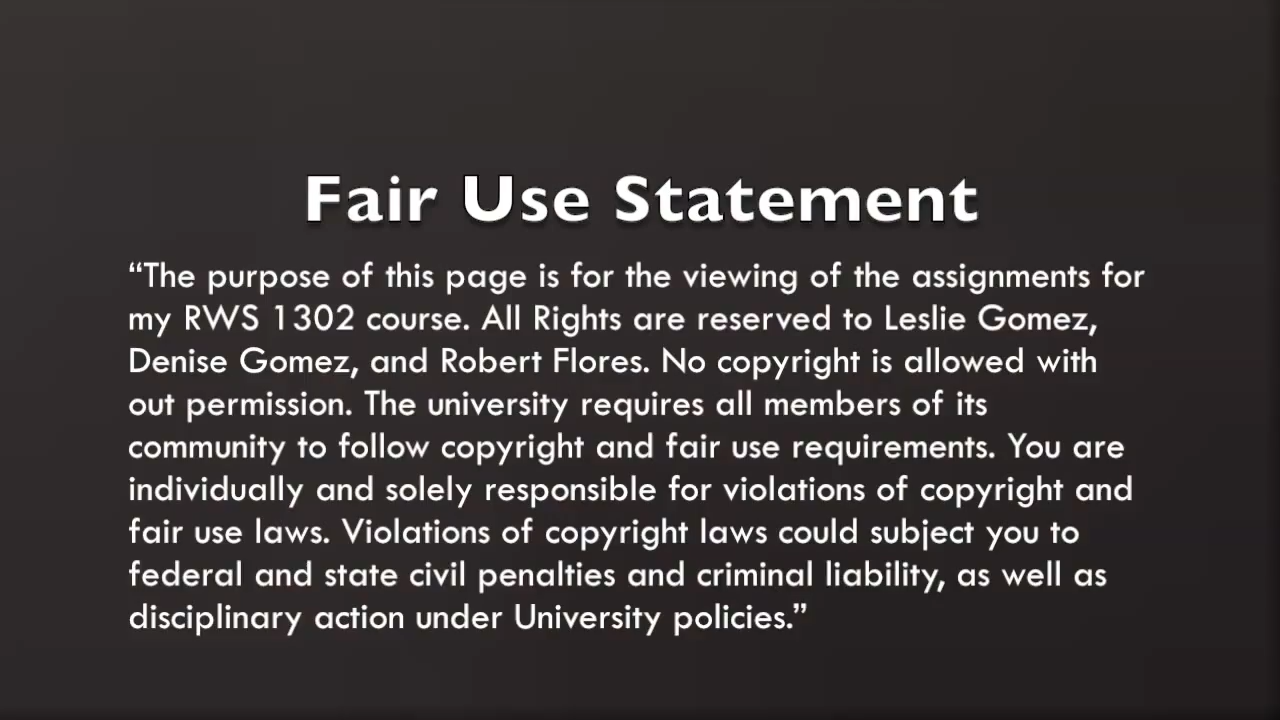 Fair Use Statement
“The purpose of this page is for the viewing of the assignments for
my RWS 1302 course. All Rights are reserved to Leslie Gomez,
Denise Gomez, and Robert Flores. No copyright is allowed with
out permission. The university requires all members of its
community to follow copyright and fair use requirements. You are
individually and solely responsible for violations of copyright and
fair use laws. Violations of copyright laws could subject you to
federal and state civil penalties and criminal liability, as well as
disciplinary action under University policies.”